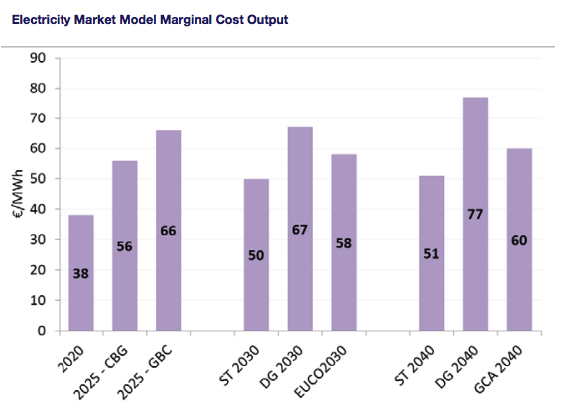 Electricity Market Model Marginal Cost Output
90
80
70
60
50
40
30
20
10
0
€/MWh
38
56
66
50
67
58
51
77
60
2020
2025 - CBG
2025 - GBC
ST 2030
DG 2030
EUCO2030
ST 2040
DG 2040
GCA 2040